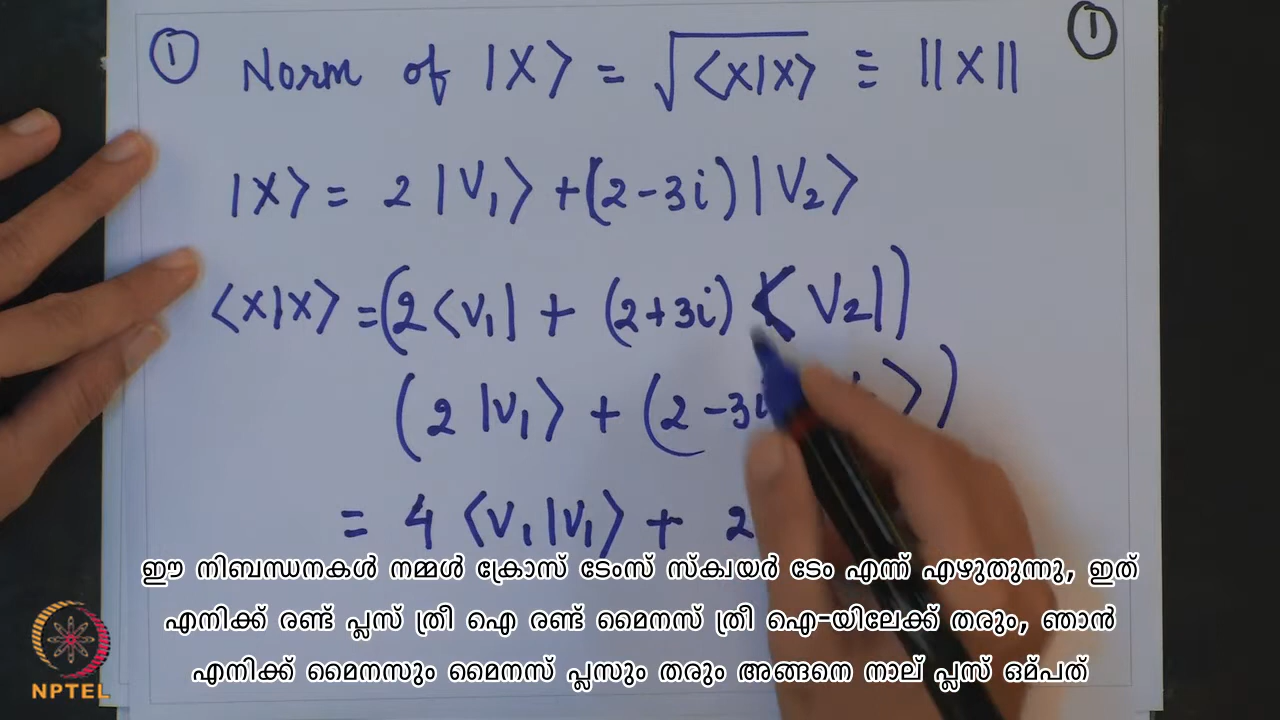 ① Norm of |X⟩ = √⟨X|X⟩ ≡ ||X|| ①
|X⟩ = 2 |V₁⟩ + (2-3i) |V₂⟩
⟨X|X⟩ = (2⟨V₁| + (2+3i) ⟨V₂|)
(2 |V₁⟩ + (2-3i ⟩)
= 4 ⟨V₁|V₁⟩ + 2
ഈ നിബന്ധനകൾ നമ്മൾ ക്രോസ് ടേംസ് സ്ക്വയർ ടേം എന്ന് എഴുതുന്നു, ഇത്
എനിക്ക് രണ്ട് പ്ലസ് ത്രീ ഐ രണ്ട് മൈനസ് ത്രീ ഐ-യിലേക്ക് തരും, ഞാൻ
എനിക്ക് മൈനസും മൈനസ് പ്ലസും തരും അങ്ങനെ നാല് പ്ലസ് ഒമ്പത്
NPTEL